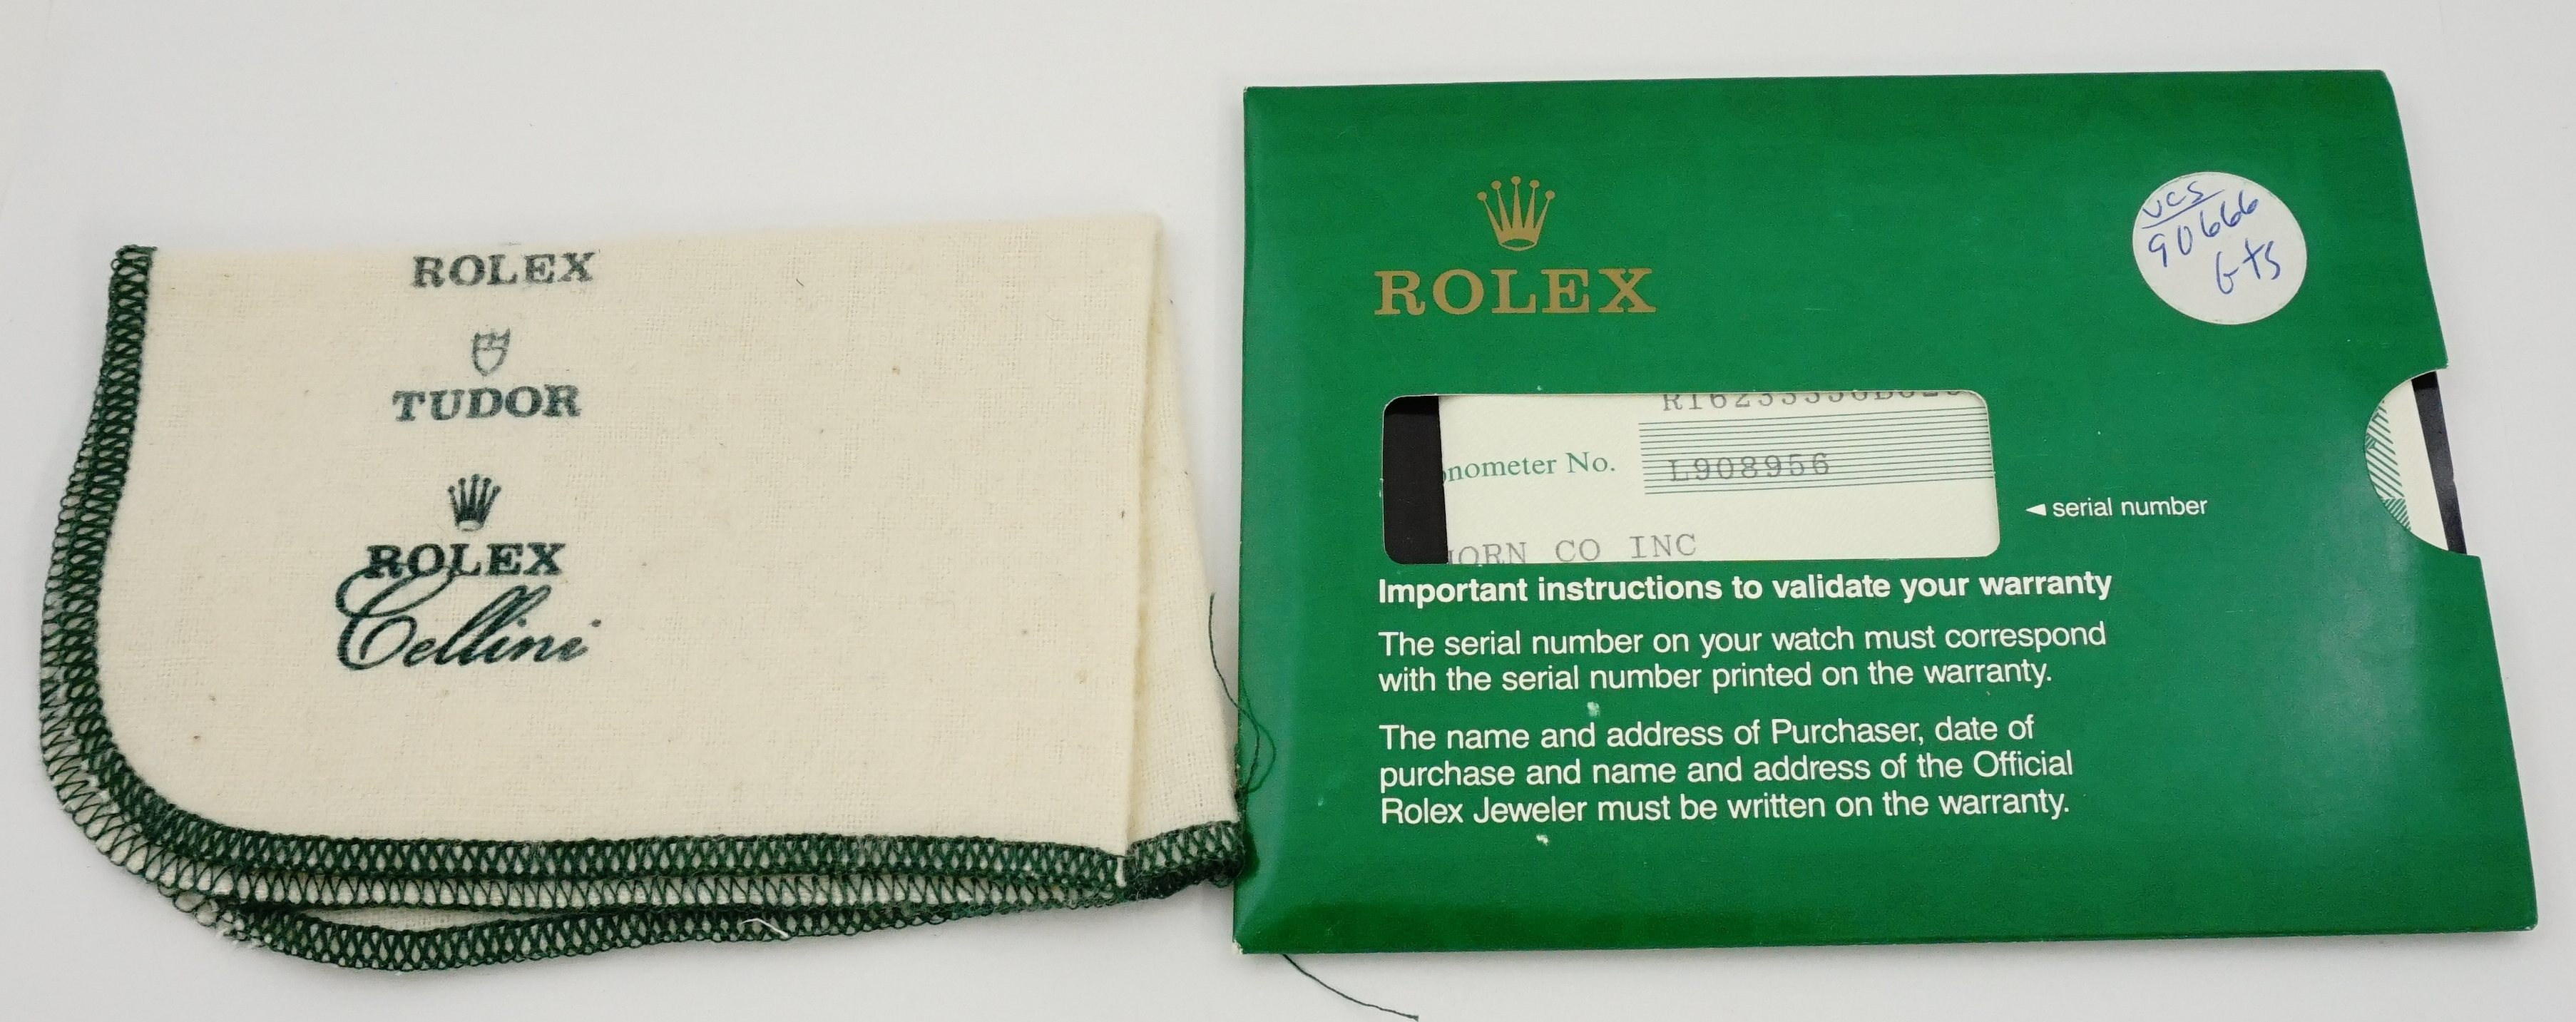 ROLEX
TUDOR
ROLEX
Cellini
ROLEX
VCS
90666
GTS
onometer No.
L908956
HORN CO INC
serial number
Important instructions to validate your warranty
The serial number on your watch must correspond
with the serial number printed on the warranty.
The name and address of Purchaser, date of
purchase and name and address of the Official
Rolex Jeweler must be written on the warranty.